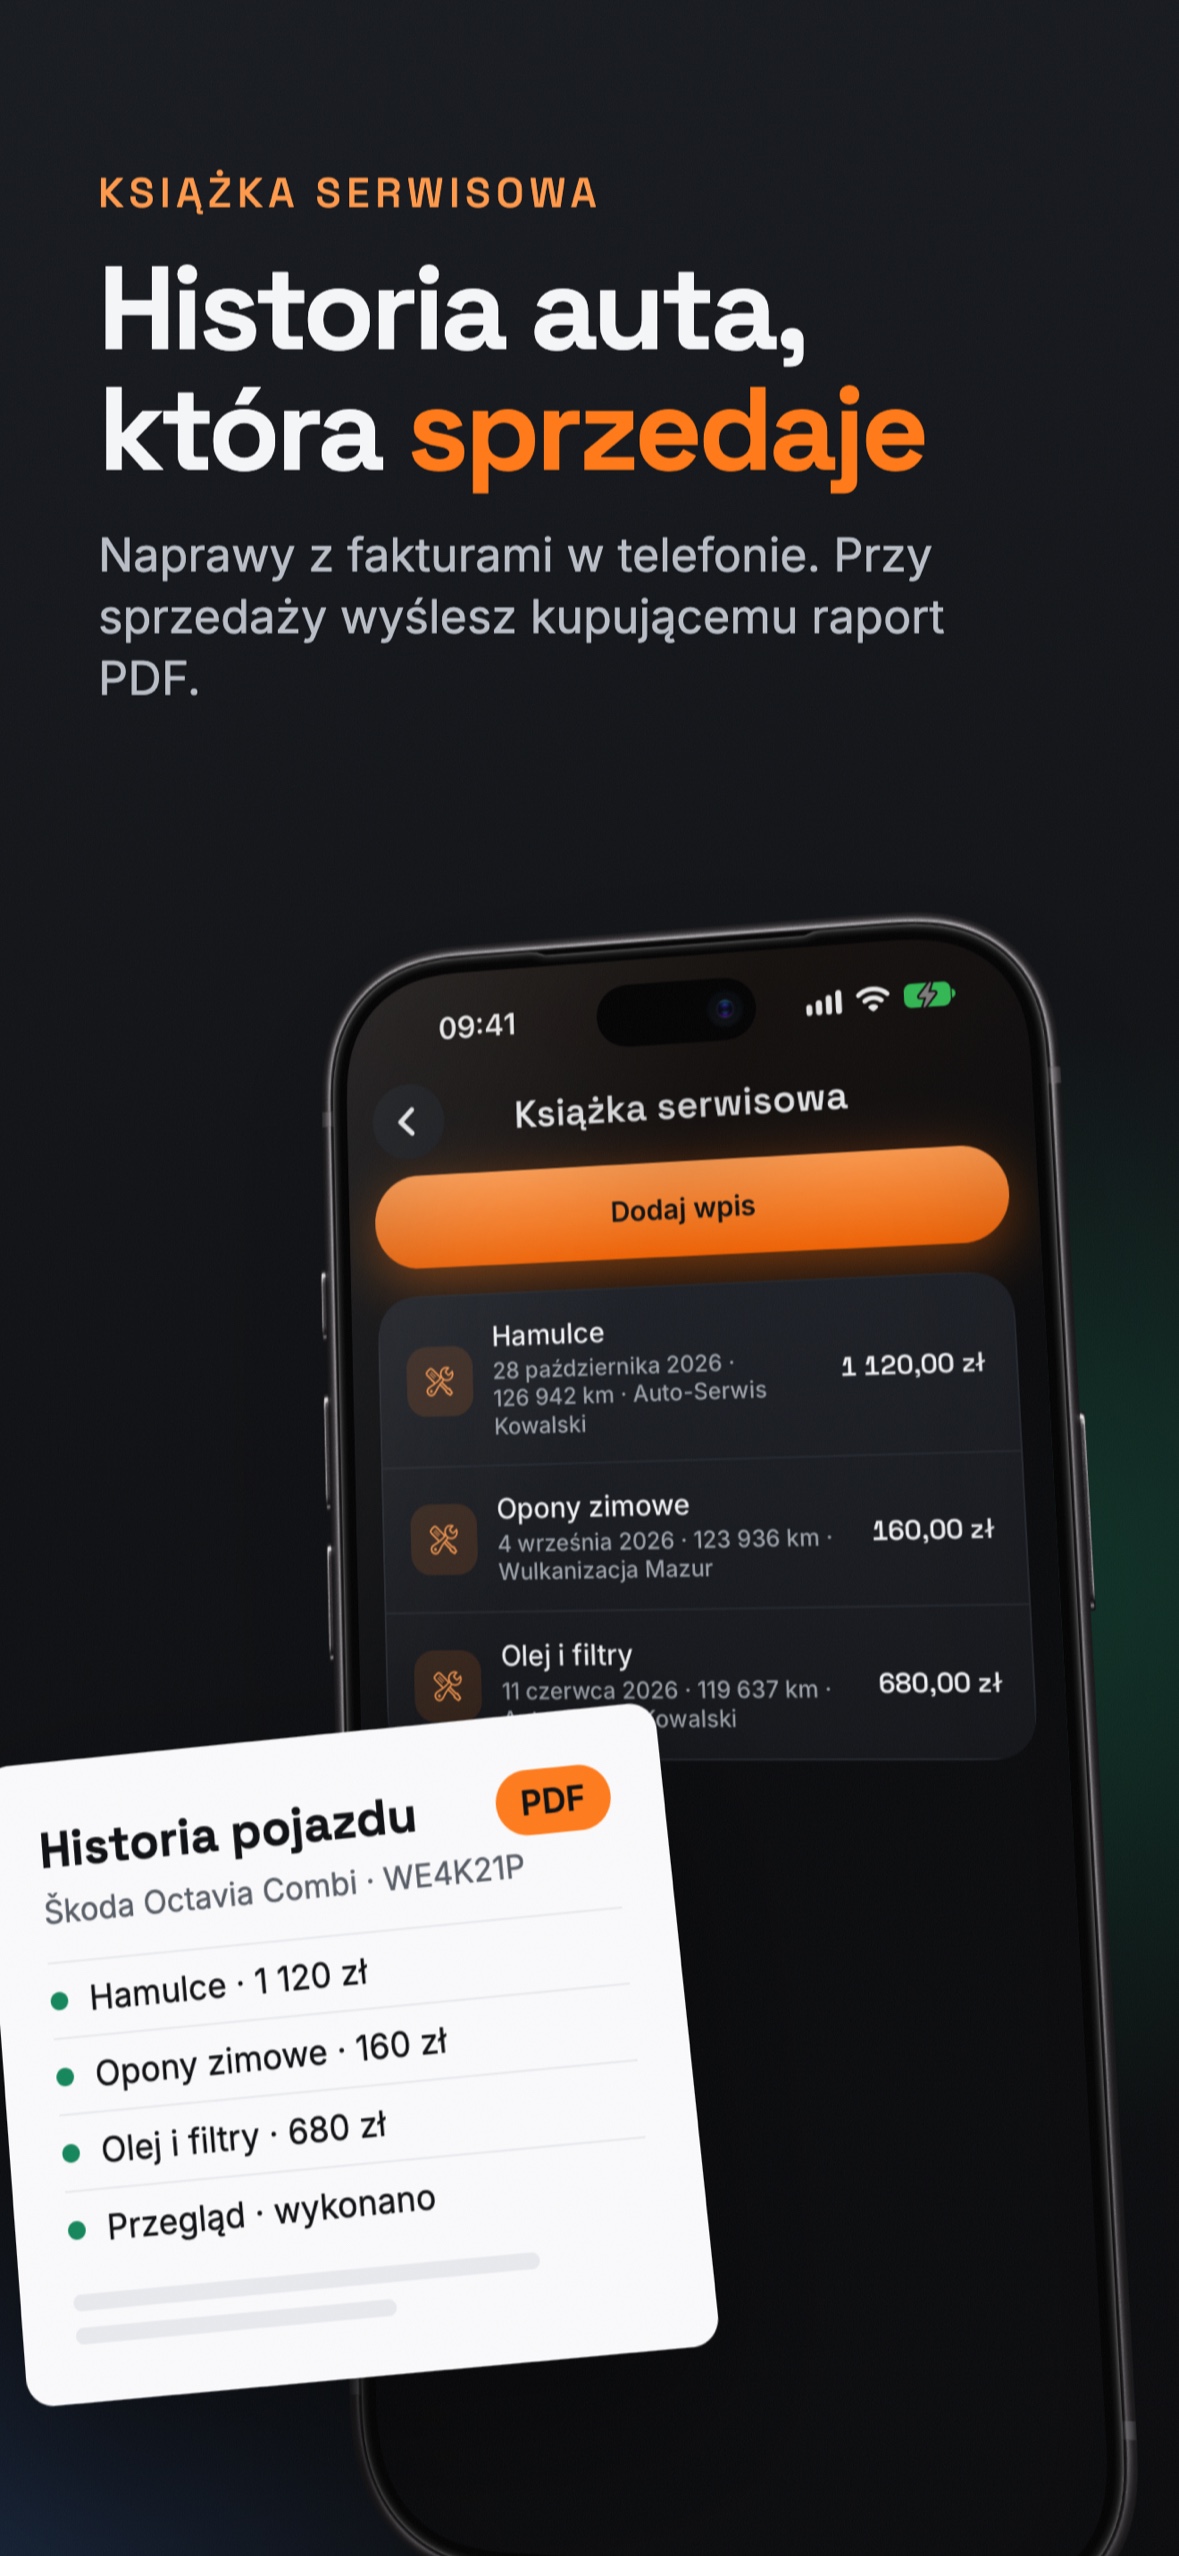 KSIĄŻKA SERWISOWA
Historia auta,
która sprzedaje
Naprawy z fakturami w telefonie. Przy
sprzedaży wyślesz kupującemu raport
PDF.
09:41
Książka serwisowa
Dodaj wpis
Hamulce
28 października 2026 ·
126 942 km · Auto-Serwis
Kowalski
1 120,00 zł
Opony zimowe
4 września 2026 · 123 936 km ·
Wulkanizacja Mazur
160,00 zł
Olej i filtry
11 czerwca 2026 · 119 637 km ·
Kowalski
680,00 zł
Historia pojazdu
PDF
Škoda Octavia Combi · WE4K21P
Hamulce · 1 120 zł
Opony zimowe · 160 zł
Olej i filtry · 680 zł
Przegląd · wykonano